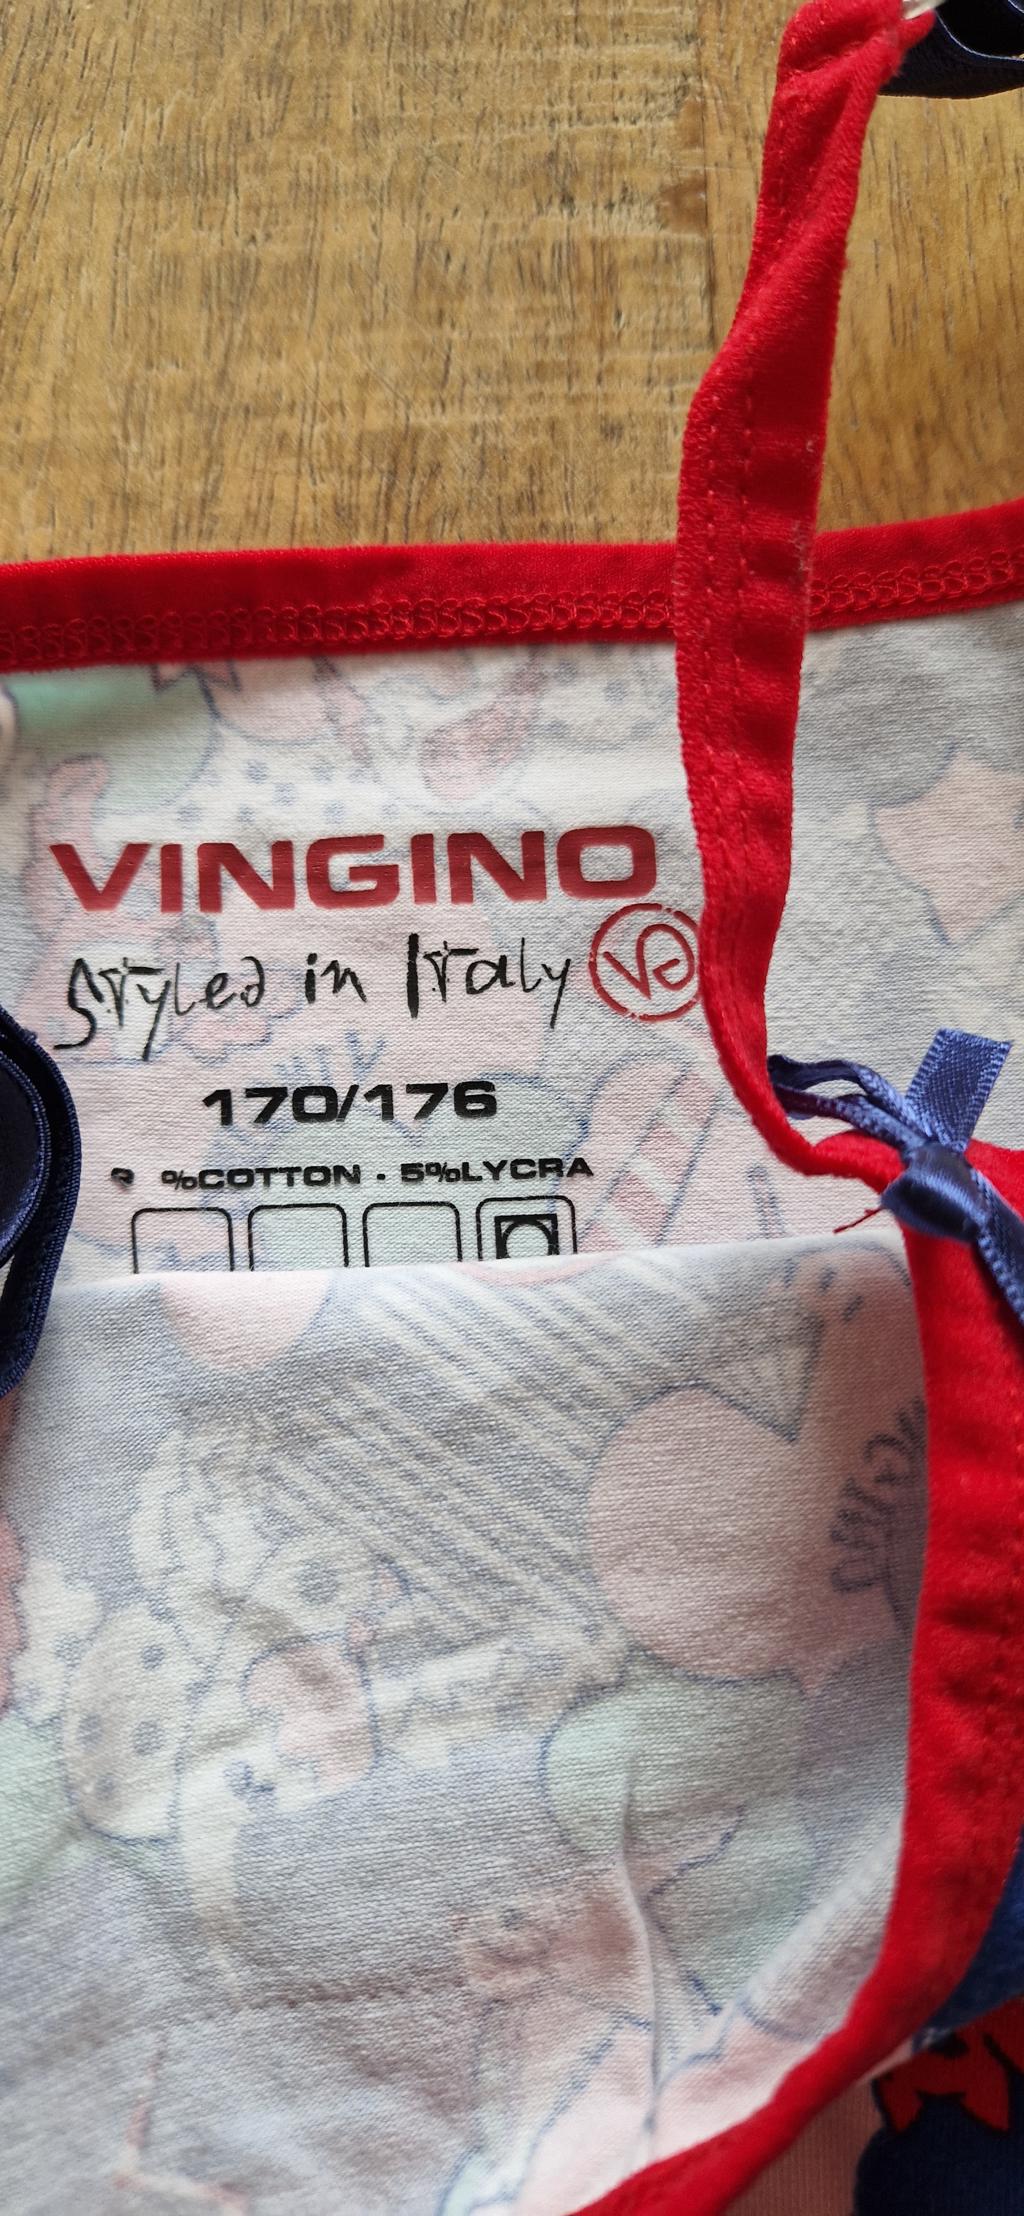 VINGINO
Styled in Italy
170/176
%COTTON · 5%LYCRA